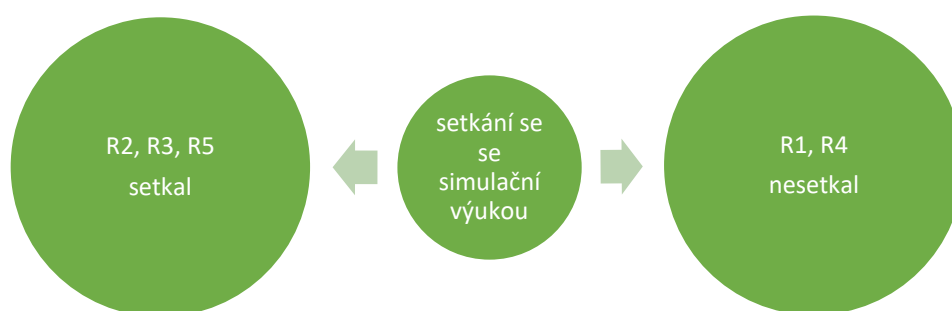 R2, R3, R5
setkal
setkání se
se
simulační
výukou
R1, R4
nesetkal